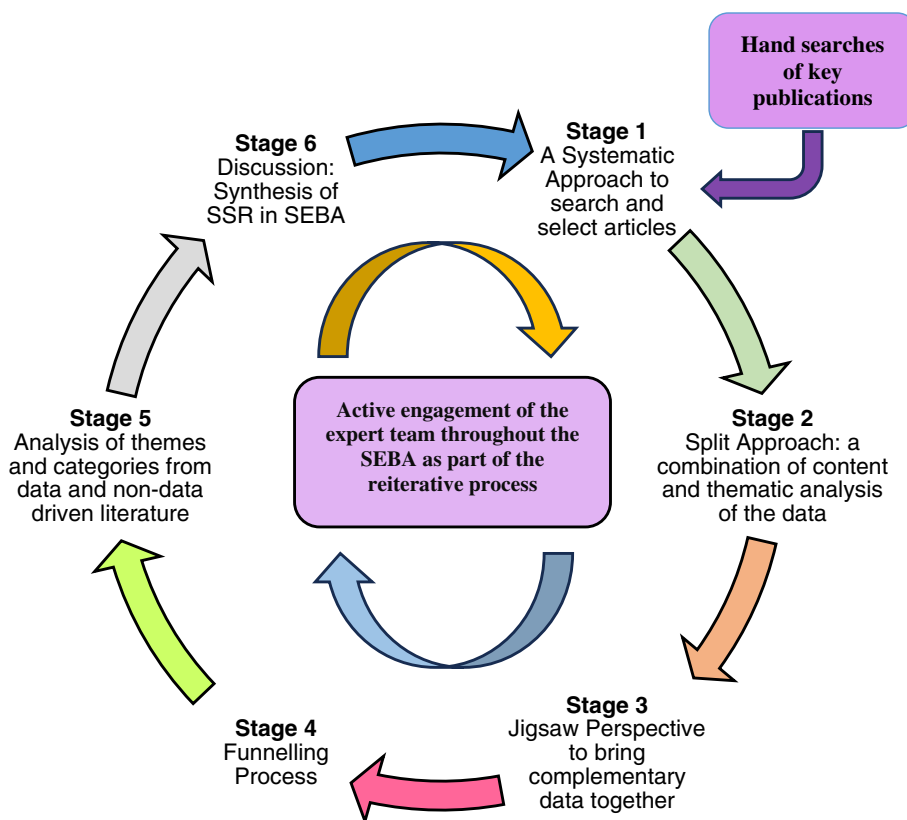 Hand searches
of key
publications
Stage 1
A Systematic
Approach to
search and
select articles
Stage 2
Split Approach: a
combination of content
and thematic analysis
of the data
Stage 3
Jigsaw Perspective
to bring
complementary
data together
Stage 4
Funnelling
Process
Stage 5
Analysis of themes
and categories from
data and non-data
driven literature
Stage 6
Discussion:
Synthesis of
SSR in SEBA
Active engagement of the
expert team throughout the
SEBA as part of the
reiterative process